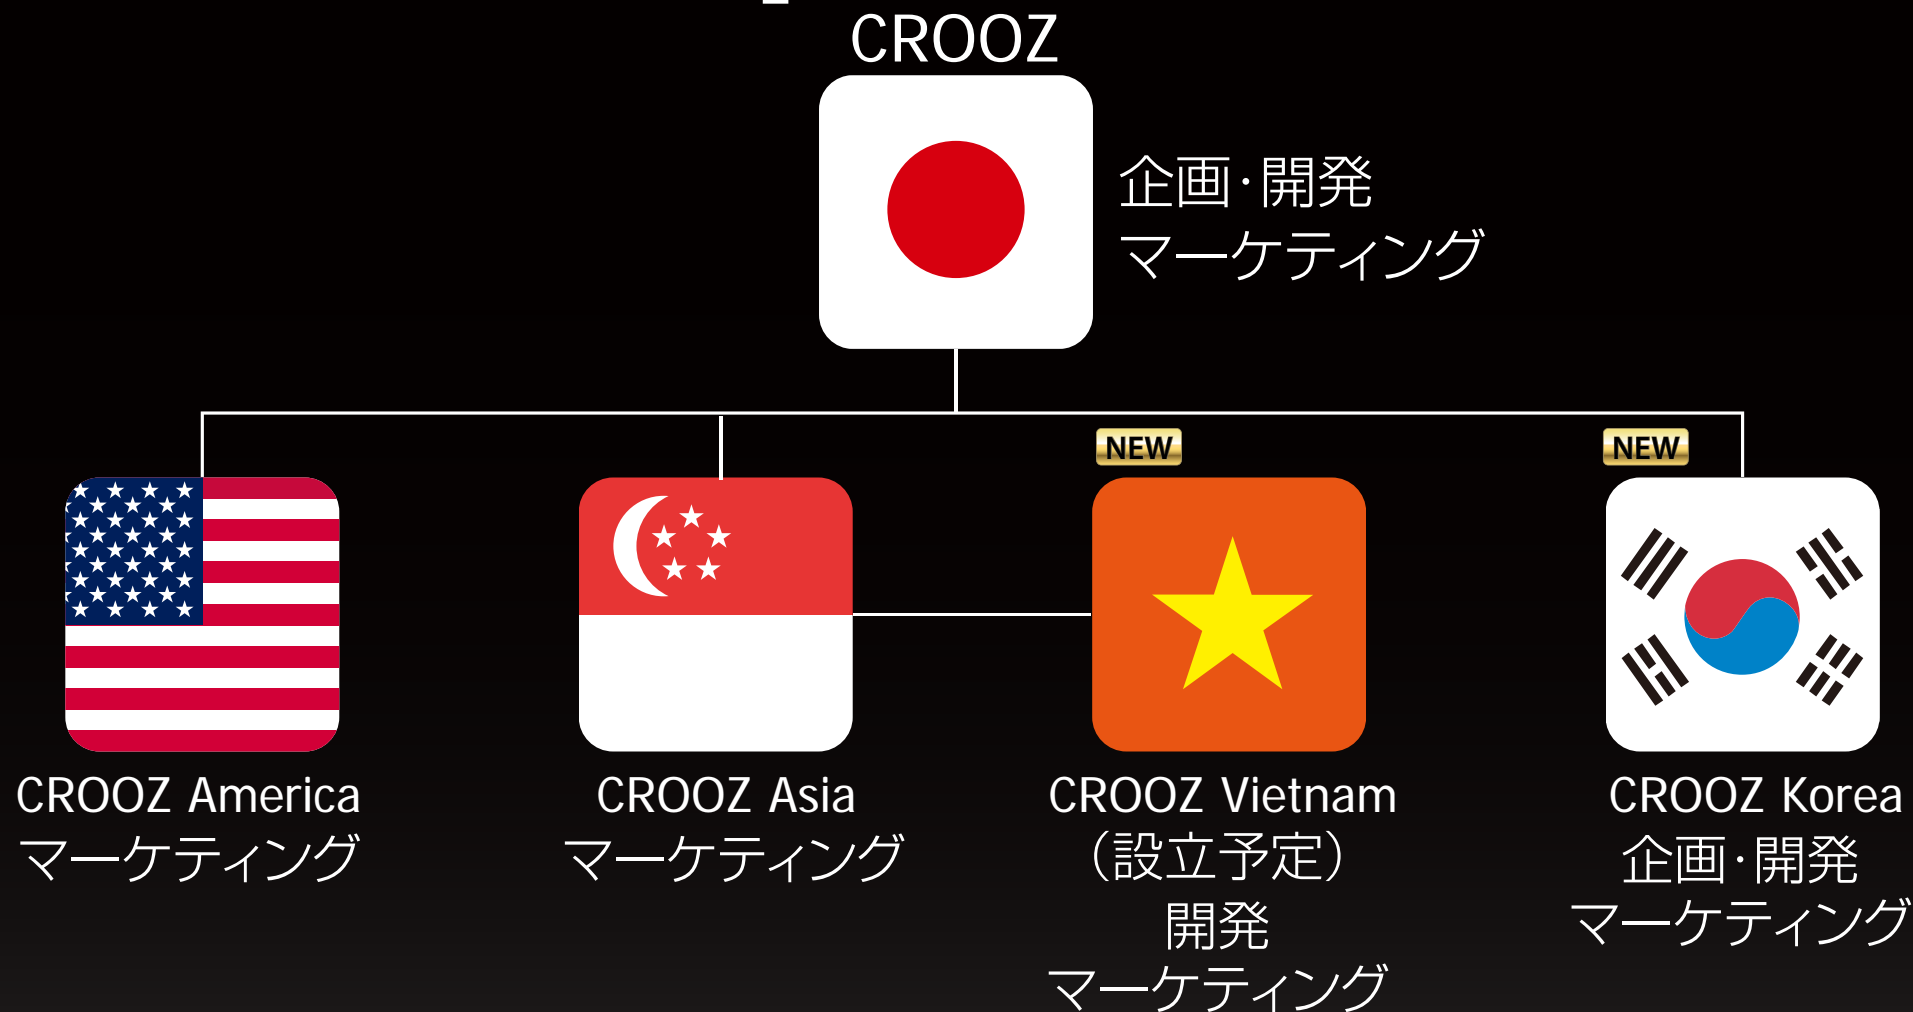 CROOZ
企画・開発
マーケティング
NEW
NEW
CROOZ America
マーケティング
CROOZ Asia
マーケティング
CROOZ Vietnam
（設立予定）
開発
マーケティング
CROOZ Korea
企画・開発
マーケティング